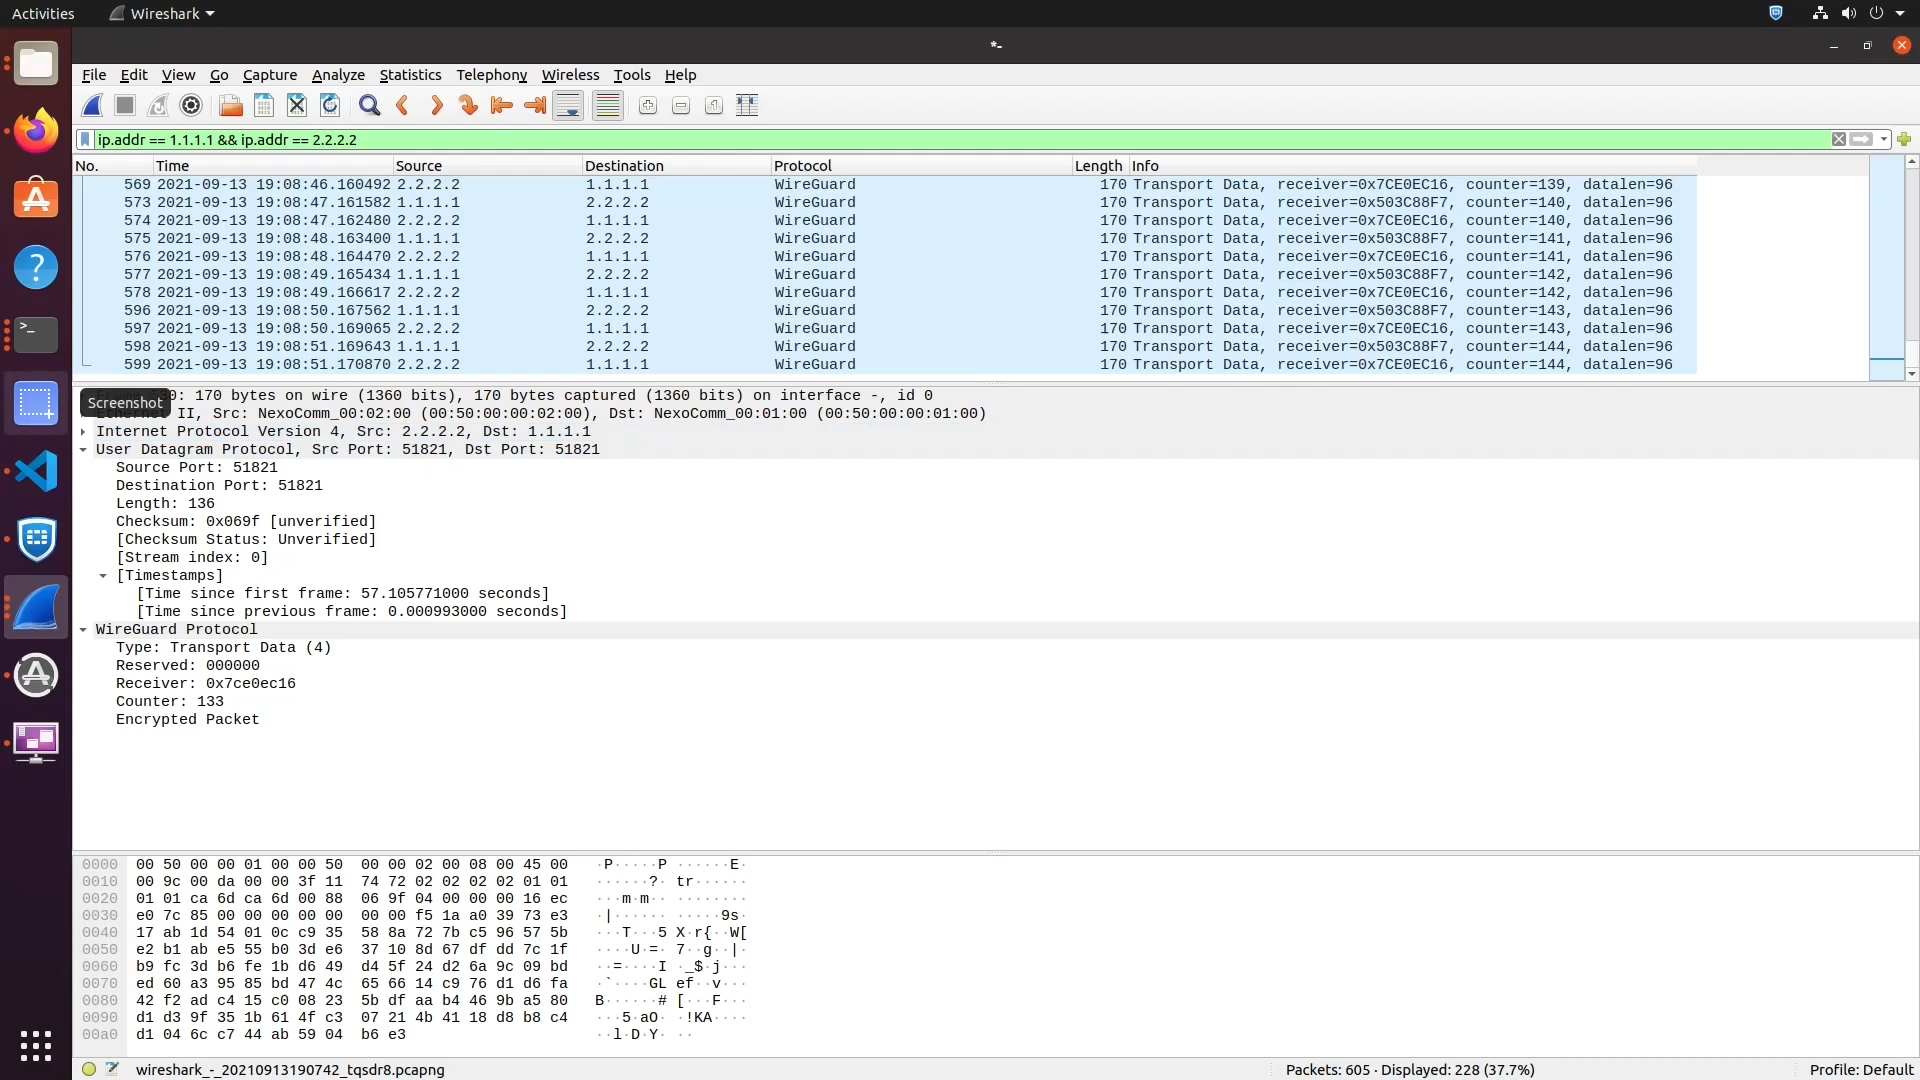 Activities
Wireshark
*-
File Edit View Go Capture Analyze Statistics Telephony Wireless Tools Help
ip.addr == 1.1.1.1 && ip.addr == 2.2.2.2
No. Time Source Destination Protocol Length Info
569 2021-09-13 19:08:46.160492 2.2.2.2 1.1.1.1 WireGuard 170 Transport Data, receiver=0x7CE0EC16, counter=139, datalen=96
573 2021-09-13 19:08:47.161582 1.1.1.1 2.2.2.2 WireGuard 170 Transport Data, receiver=0x503C88F7, counter=140, datalen=96
574 2021-09-13 19:08:47.162480 2.2.2.2 1.1.1.1 WireGuard 170 Transport Data, receiver=0x7CE0EC16, counter=140, datalen=96
575 2021-09-13 19:08:48.163400 1.1.1.1 2.2.2.2 WireGuard 170 Transport Data, receiver=0x503C88F7, counter=141, datalen=96
576 2021-09-13 19:08:48.164470 2.2.2.2 1.1.1.1 WireGuard 170 Transport Data, receiver=0x7CE0EC16, counter=141, datalen=96
577 2021-09-13 19:08:49.165434 1.1.1.1 2.2.2.2 WireGuard 170 Transport Data, receiver=0x503C88F7, counter=142, datalen=96
578 2021-09-13 19:08:49.166617 2.2.2.2 1.1.1.1 WireGuard 170 Transport Data, receiver=0x7CE0EC16, counter=142, datalen=96
596 2021-09-13 19:08:50.167562 1.1.1.1 2.2.2.2 WireGuard 170 Transport Data, receiver=0x503C88F7, counter=143, datalen=96
597 2021-09-13 19:08:50.169065 2.2.2.2 1.1.1.1 WireGuard 170 Transport Data, receiver=0x7CE0EC16, counter=143, datalen=96
598 2021-09-13 19:08:51.169643 1.1.1.1 2.2.2.2 WireGuard 170 Transport Data, receiver=0x503C88F7, counter=144, datalen=96
599 2021-09-13 19:08:51.170870 2.2.2.2 1.1.1.1 WireGuard 170 Transport Data, receiver=0x7CE0EC16, counter=144, datalen=96
Screenshot
170 bytes on wire (1360 bits), 170 bytes captured (1360 bits) on interface -, id 0
II, Src: NexoComm_00:02:00 (00:50:00:00:02:00), Dst: NexoComm_00:01:00 (00:50:00:00:01:00)
Internet Protocol Version 4, Src: 2.2.2.2, Dst: 1.1.1.1
User Datagram Protocol, Src Port: 51821, Dst Port: 51821
Source Port: 51821
Destination Port: 51821
Length: 136
Checksum: 0x069f [unverified]
[Checksum Status: Unverified]
[Stream index: 0]
[Timestamps]
[Time since first frame: 57.105771000 seconds]
[Time since previous frame: 0.000993000 seconds]
WireGuard Protocol
Type: Transport Data (4)
Reserved: 000000
Receiver: 0x7ce0ec16
Counter: 133
Encrypted Packet
0000 00 50 00 00 01 00 00 50 00 00 02 00 08 00 45 00 ·P·····P ······E·
0010 00 9c 00 da 00 00 3f 11 74 72 02 02 02 02 01 01 ······?· tr······
0020 01 01 ca 6d ca 6d 00 88 06 9f 04 00 00 00 16 ec ···m·m·· ········
0030 e0 7c 85 00 00 00 00 00 00 00 f5 1a a0 39 73 e3 ·|······ ·····9s·
0040 17 ab 1d 54 01 0c c9 35 58 8a 72 7b c5 96 57 5b ···T···5 X·r{··W[
0050 e2 b1 ab e5 55 b0 3d e6 37 10 8d 67 df dd 7c 1f ····U·=· 7··g··|·
0060 b9 fc 3d b6 fe 1b d6 49 d4 5f 24 d2 6a 9c 09 bd ··=····I ·_$·j···
0070 ed 60 a3 95 85 bd 47 4c 65 66 14 c9 76 d1 d6 fa ·`····GL ef··v···
0080 42 f2 ad c4 15 c0 08 23 5b df aa b4 46 9b a5 80 B······# [···F···
0090 d1 d3 9f 35 1b 61 4f c3 07 21 4b 41 18 d8 b8 c4 ···5·aO· ·!KA····
00a0 d1 04 6c c7 44 ab 59 04 b6 e3 ··l·D·Y· ··
wireshark_-_20210913190742_tqsdr8.pcapng
Packets: 605 · Displayed: 228 (37.7%)
Profile: Default